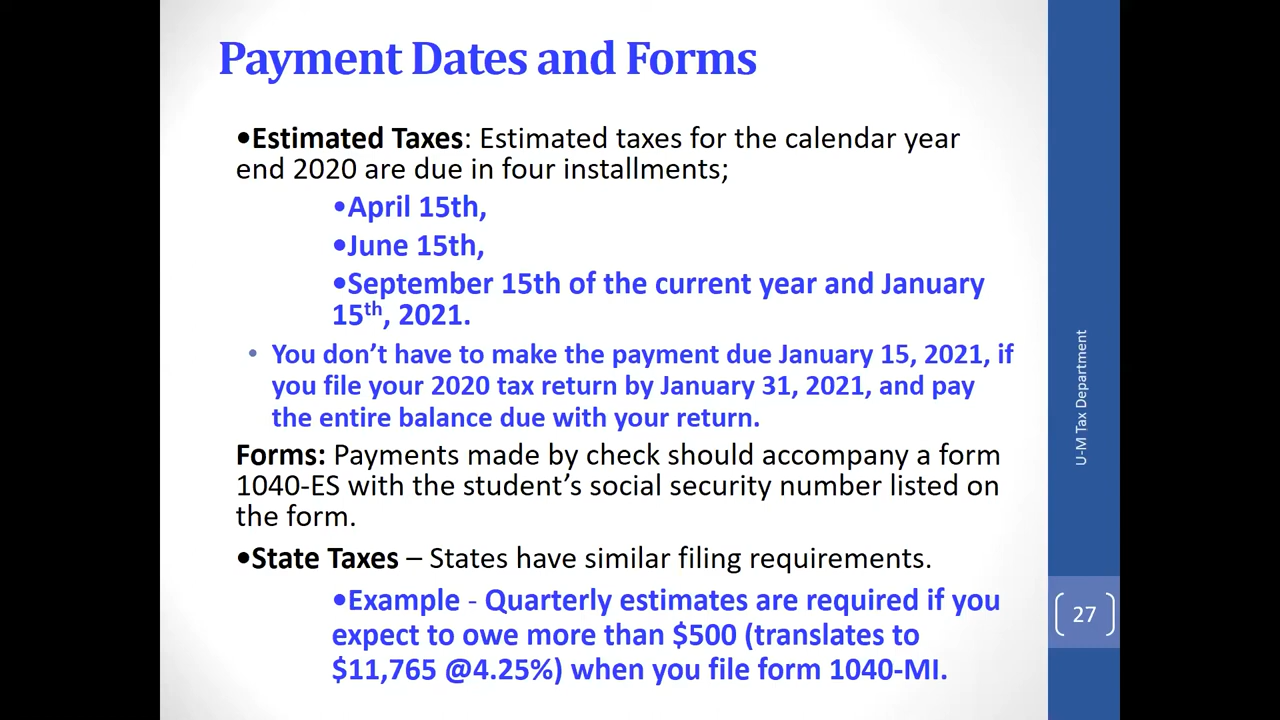 Payment Dates and Forms
•Estimated Taxes: Estimated taxes for the calendar year
end 2020 are due in four installments;
•April 15th,
•June 15th,
•September 15th of the current year and January
15th, 2021.
• You don’t have to make the payment due January 15, 2021, if
you file your 2020 tax return by January 31, 2021, and pay
the entire balance due with your return.
Forms: Payments made by check should accompany a form
1040-ES with the student’s social security number listed on
the form.
•State Taxes – States have similar filing requirements.
•Example - Quarterly estimates are required if you
expect to owe more than $500 (translates to
$11,765 @4.25%) when you file form 1040-MI.
U-M Tax Department
27